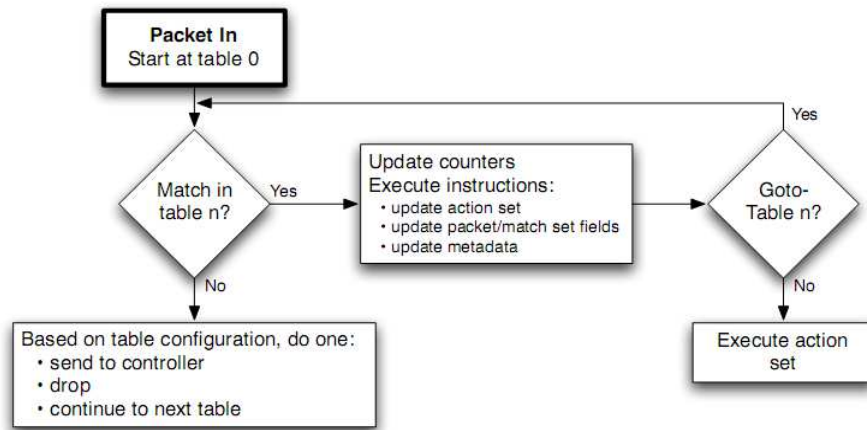 Packet In
Start at table 0
Yes
Match in
table n?
Yes
Update counters
Execute instructions:
• update action set
• update packet/match set fields
• update metadata
Goto-
Table n?
No
No
Based on table configuration, do one:
• send to controller
• drop
• continue to next table
Execute action
set